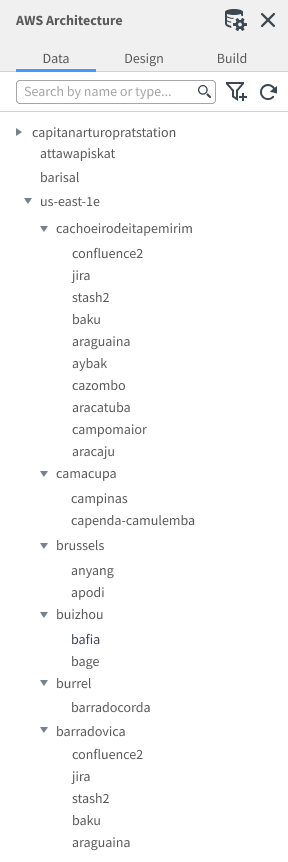 AWS Architecture
Data Design Build
Search by name or type...
capitanarturopratstation
attawapiskat
barisal
us-east-1e
cachoeirodeitapemirim
confluence2
jira
stash2
baku
araguaina
aybak
cazombo
aracatuba
campomaior
aracaju
camacupa
campinas
capenda-camulemba
brussels
anyang
apodi
buizhou
bafia
bage
burrel
barradocorda
barradovica
confluence2
jira
stash2
baku
araguaina